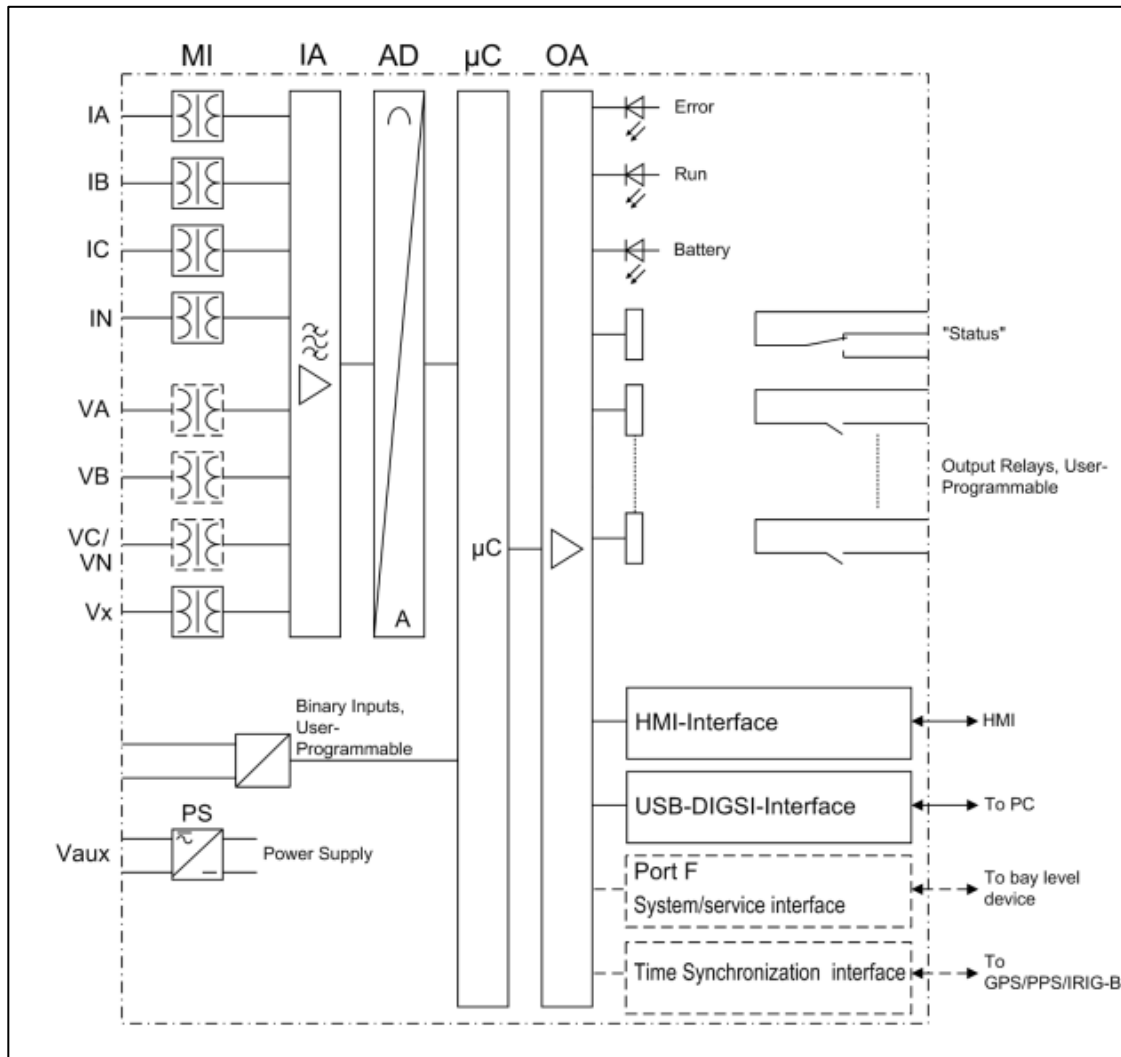 MI IA AD µC OA
IA
IB
IC
IN
VA
VB
VC/
VN
Vx
A
µC
Error
Run
Battery
"Status"
Output Relays, User-
Programmable
Binary Inputs,
User-
Programmable
PS
Vaux
Power Supply
HMI-Interface
HMI
USB-DIGSI-Interface
To PC
Port F
System/service interface
To bay level
device
Time Synchronization interface
To
GPS/PPS/IRIG-B